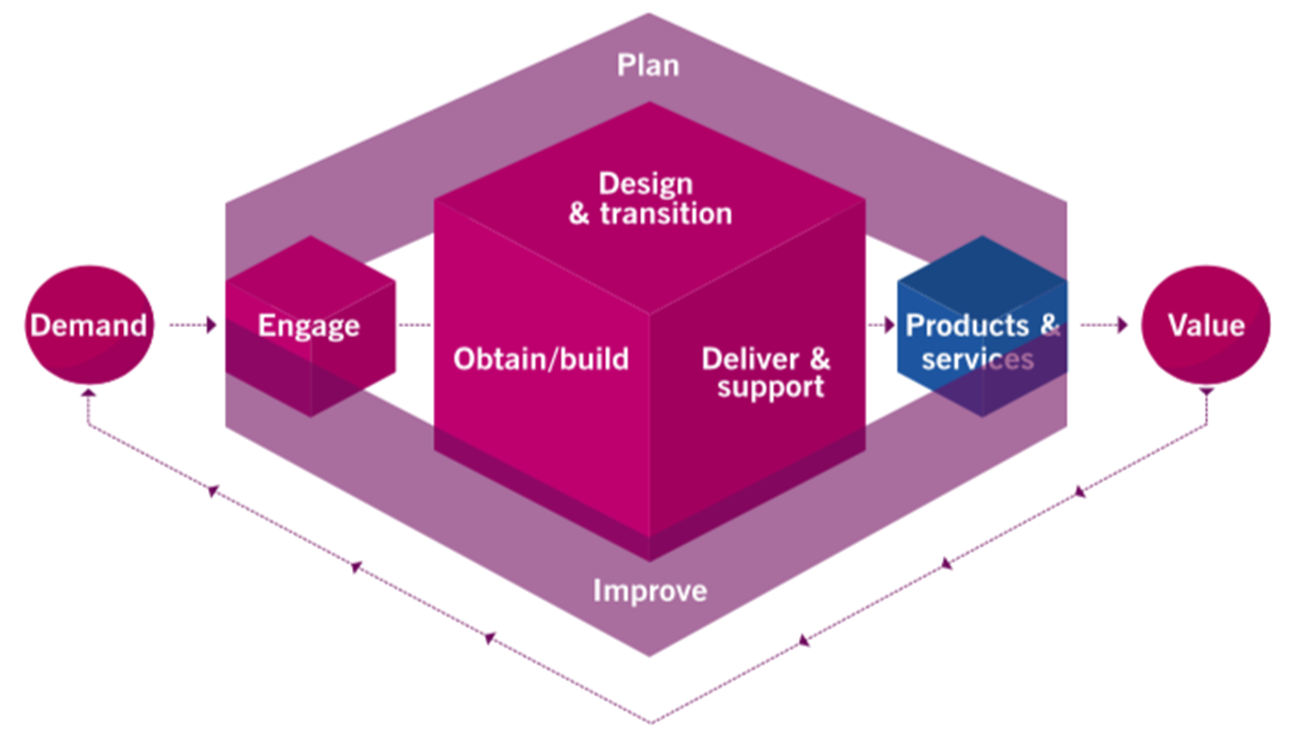 Plan
Design
& transition
Demand
Engage
Obtain/build
Deliver &
support
Products &
services
Value
Improve